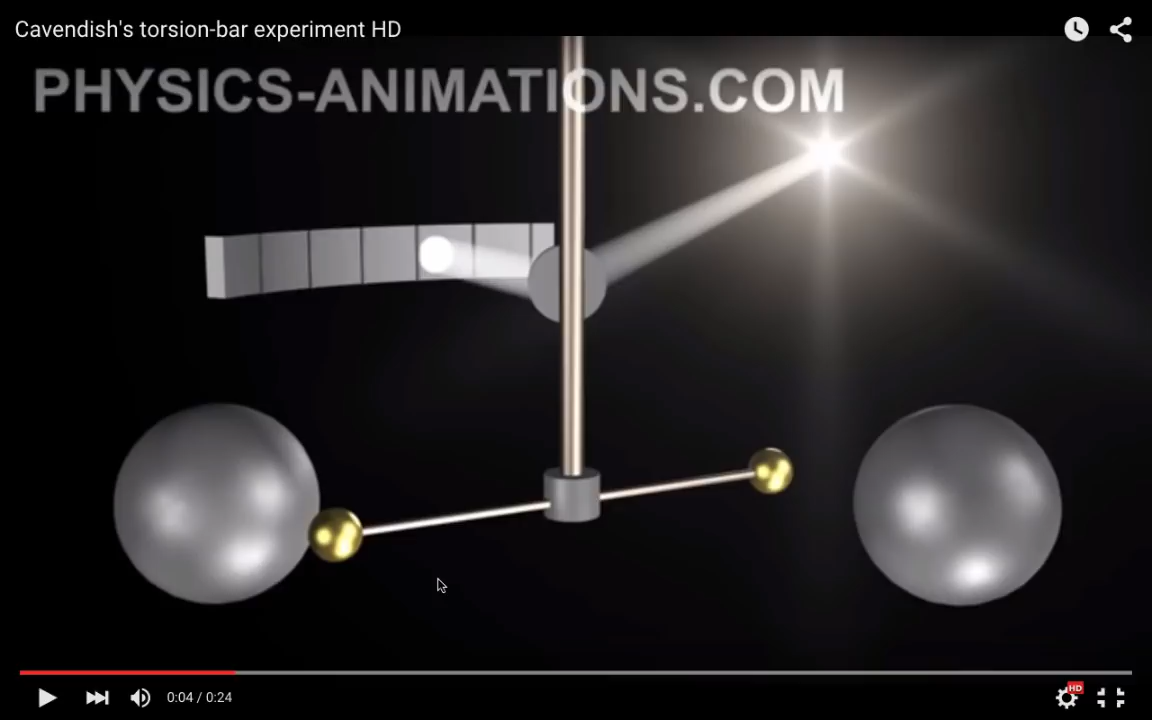 Cavendish's torsion-bar experiment HD
PHYSICS-ANIMATIONS.COM
0:04 / 0:24
HD